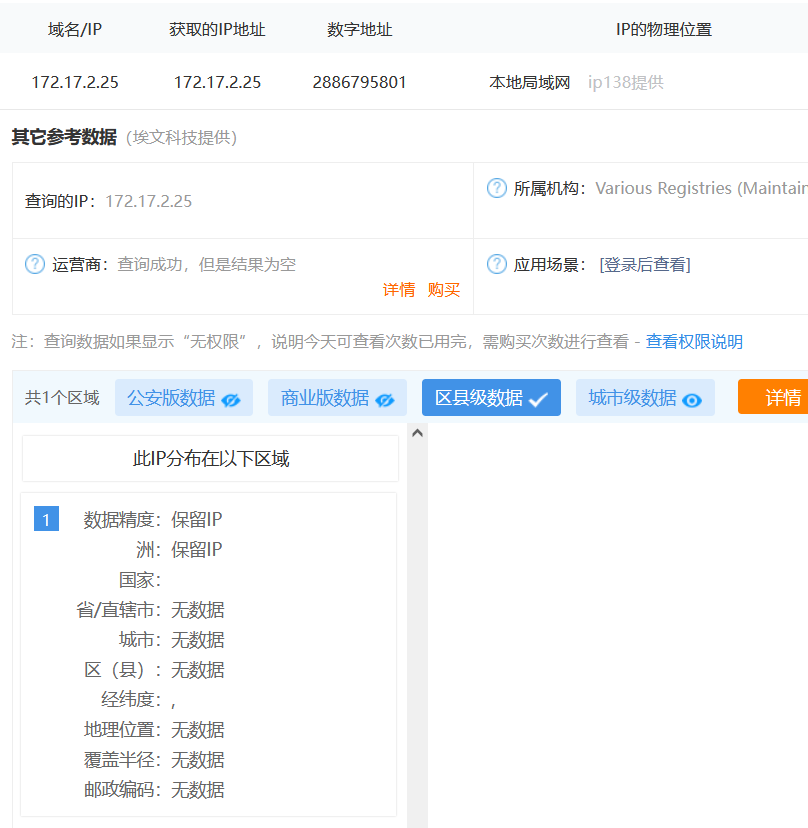 域名/IP 获取的IP地址 数字地址 IP的物理位置
172.17.2.25 172.17.2.25 2886795801 本地局域网 ip138提供
其它参考数据（埃文科技提供）
查询的IP：172.17.2.25 ? 所属机构：Various Registries (Maintain
? 运营商：查询成功，但是结果为空 ? 应用场景：[登录后查看]
详情 购买
注：查询数据如果显示“无权限”，说明今天可查看次数已用完，需购买次数进行查看 - 查看权限说明
共1个区域 公安版数据 商业版数据 区县级数据 城市级数据 详情
此IP分布在以下区域
1 数据精度：保留IP
洲：保留IP
国家：
省/直辖市：无数据
城市：无数据
区（县）：无数据
经纬度：,
地理位置：无数据
覆盖半径：无数据
邮政编码：无数据